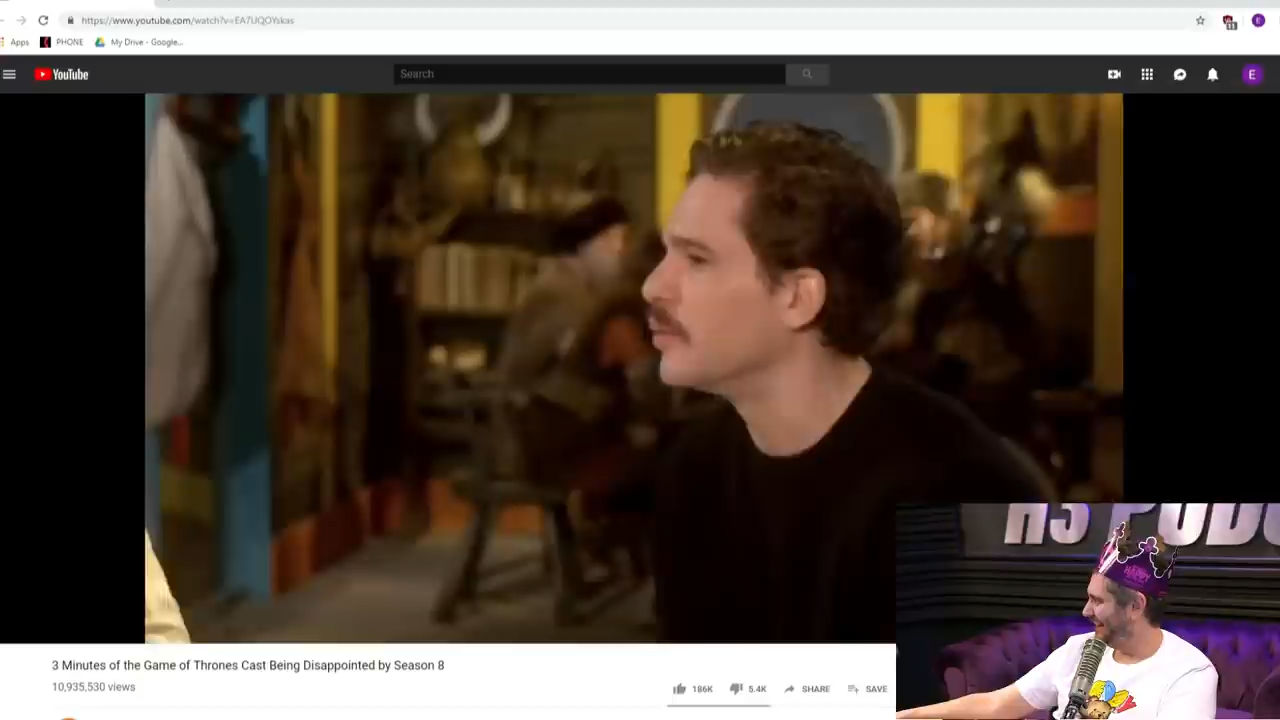 https://www.youtube.com/watch?v=EA7UQOYskas
Apps
PHONE
My Drive - Google...
YouTube
Search
E
H3 PODC
HAPPY
3 Minutes of the Game of Thrones Cast Being Disappointed by Season 8
10,935,530 views
186K
5.4K
SHARE
SAVE